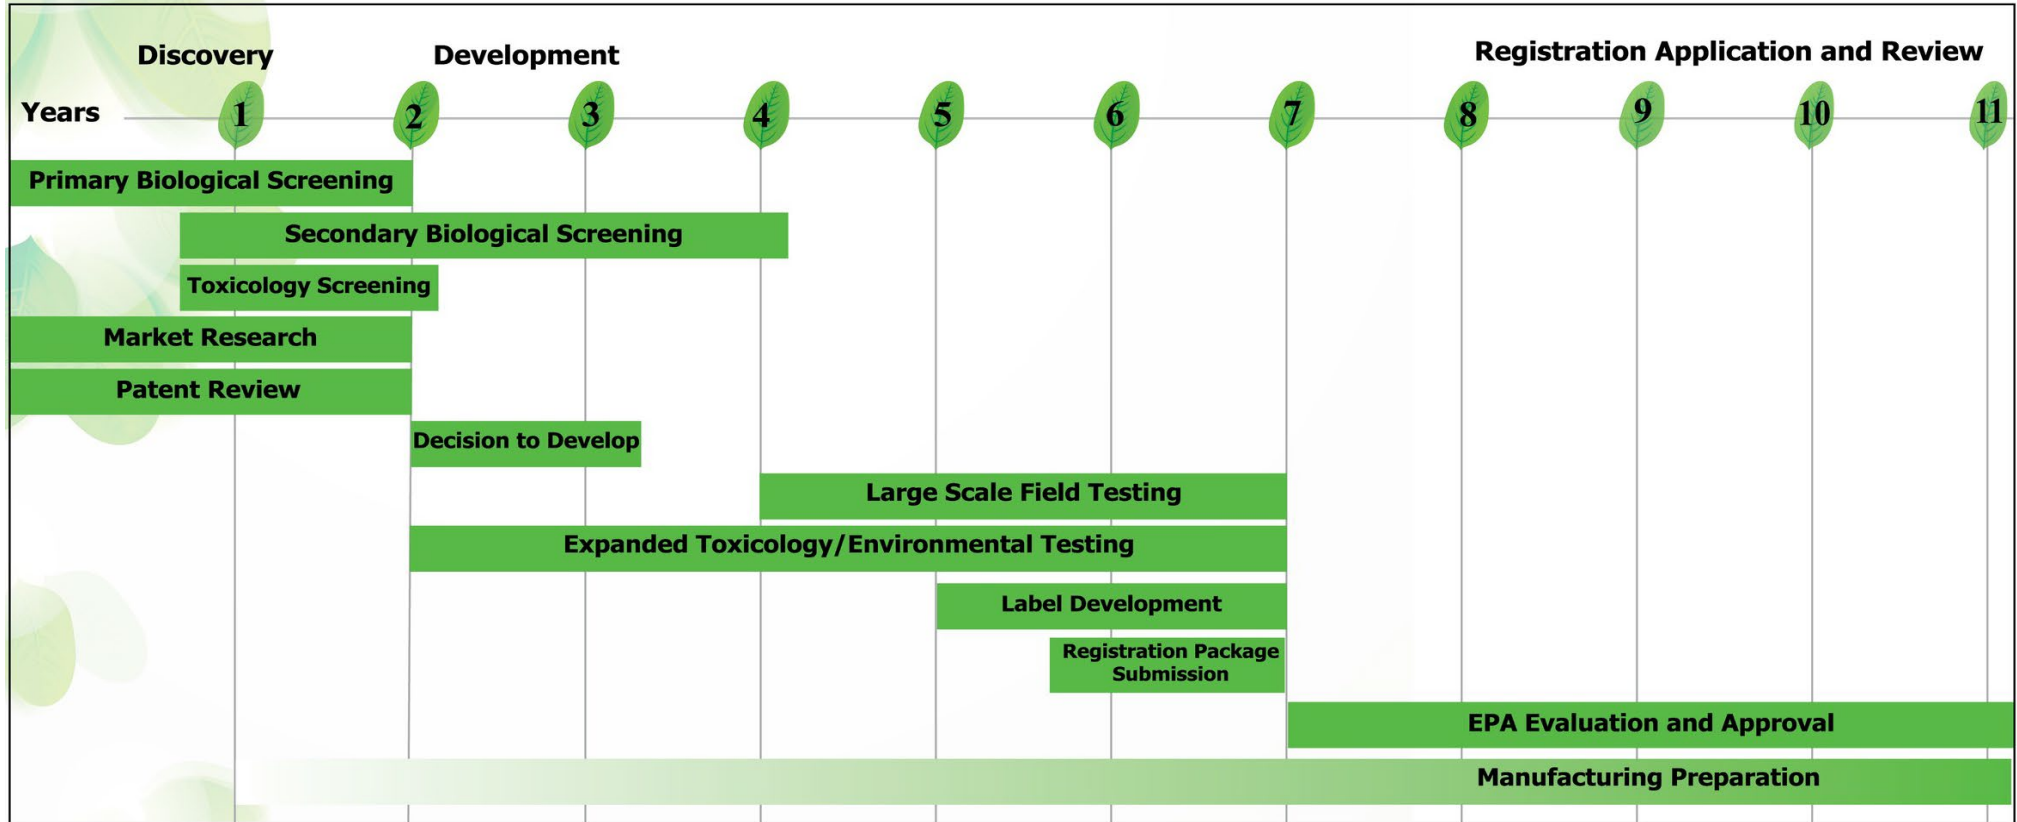 Discovery
Development
Registration Application and Review
Years
1
2
3
4
5
6
7
8
9
10
11
Primary Biological Screening
Secondary Biological Screening
Toxicology Screening
Market Research
Patent Review
Decision to Develop
Large Scale Field Testing
Expanded Toxicology/Environmental Testing
Label Development
Registration Package
Submission
EPA Evaluation and Approval
Manufacturing Preparation